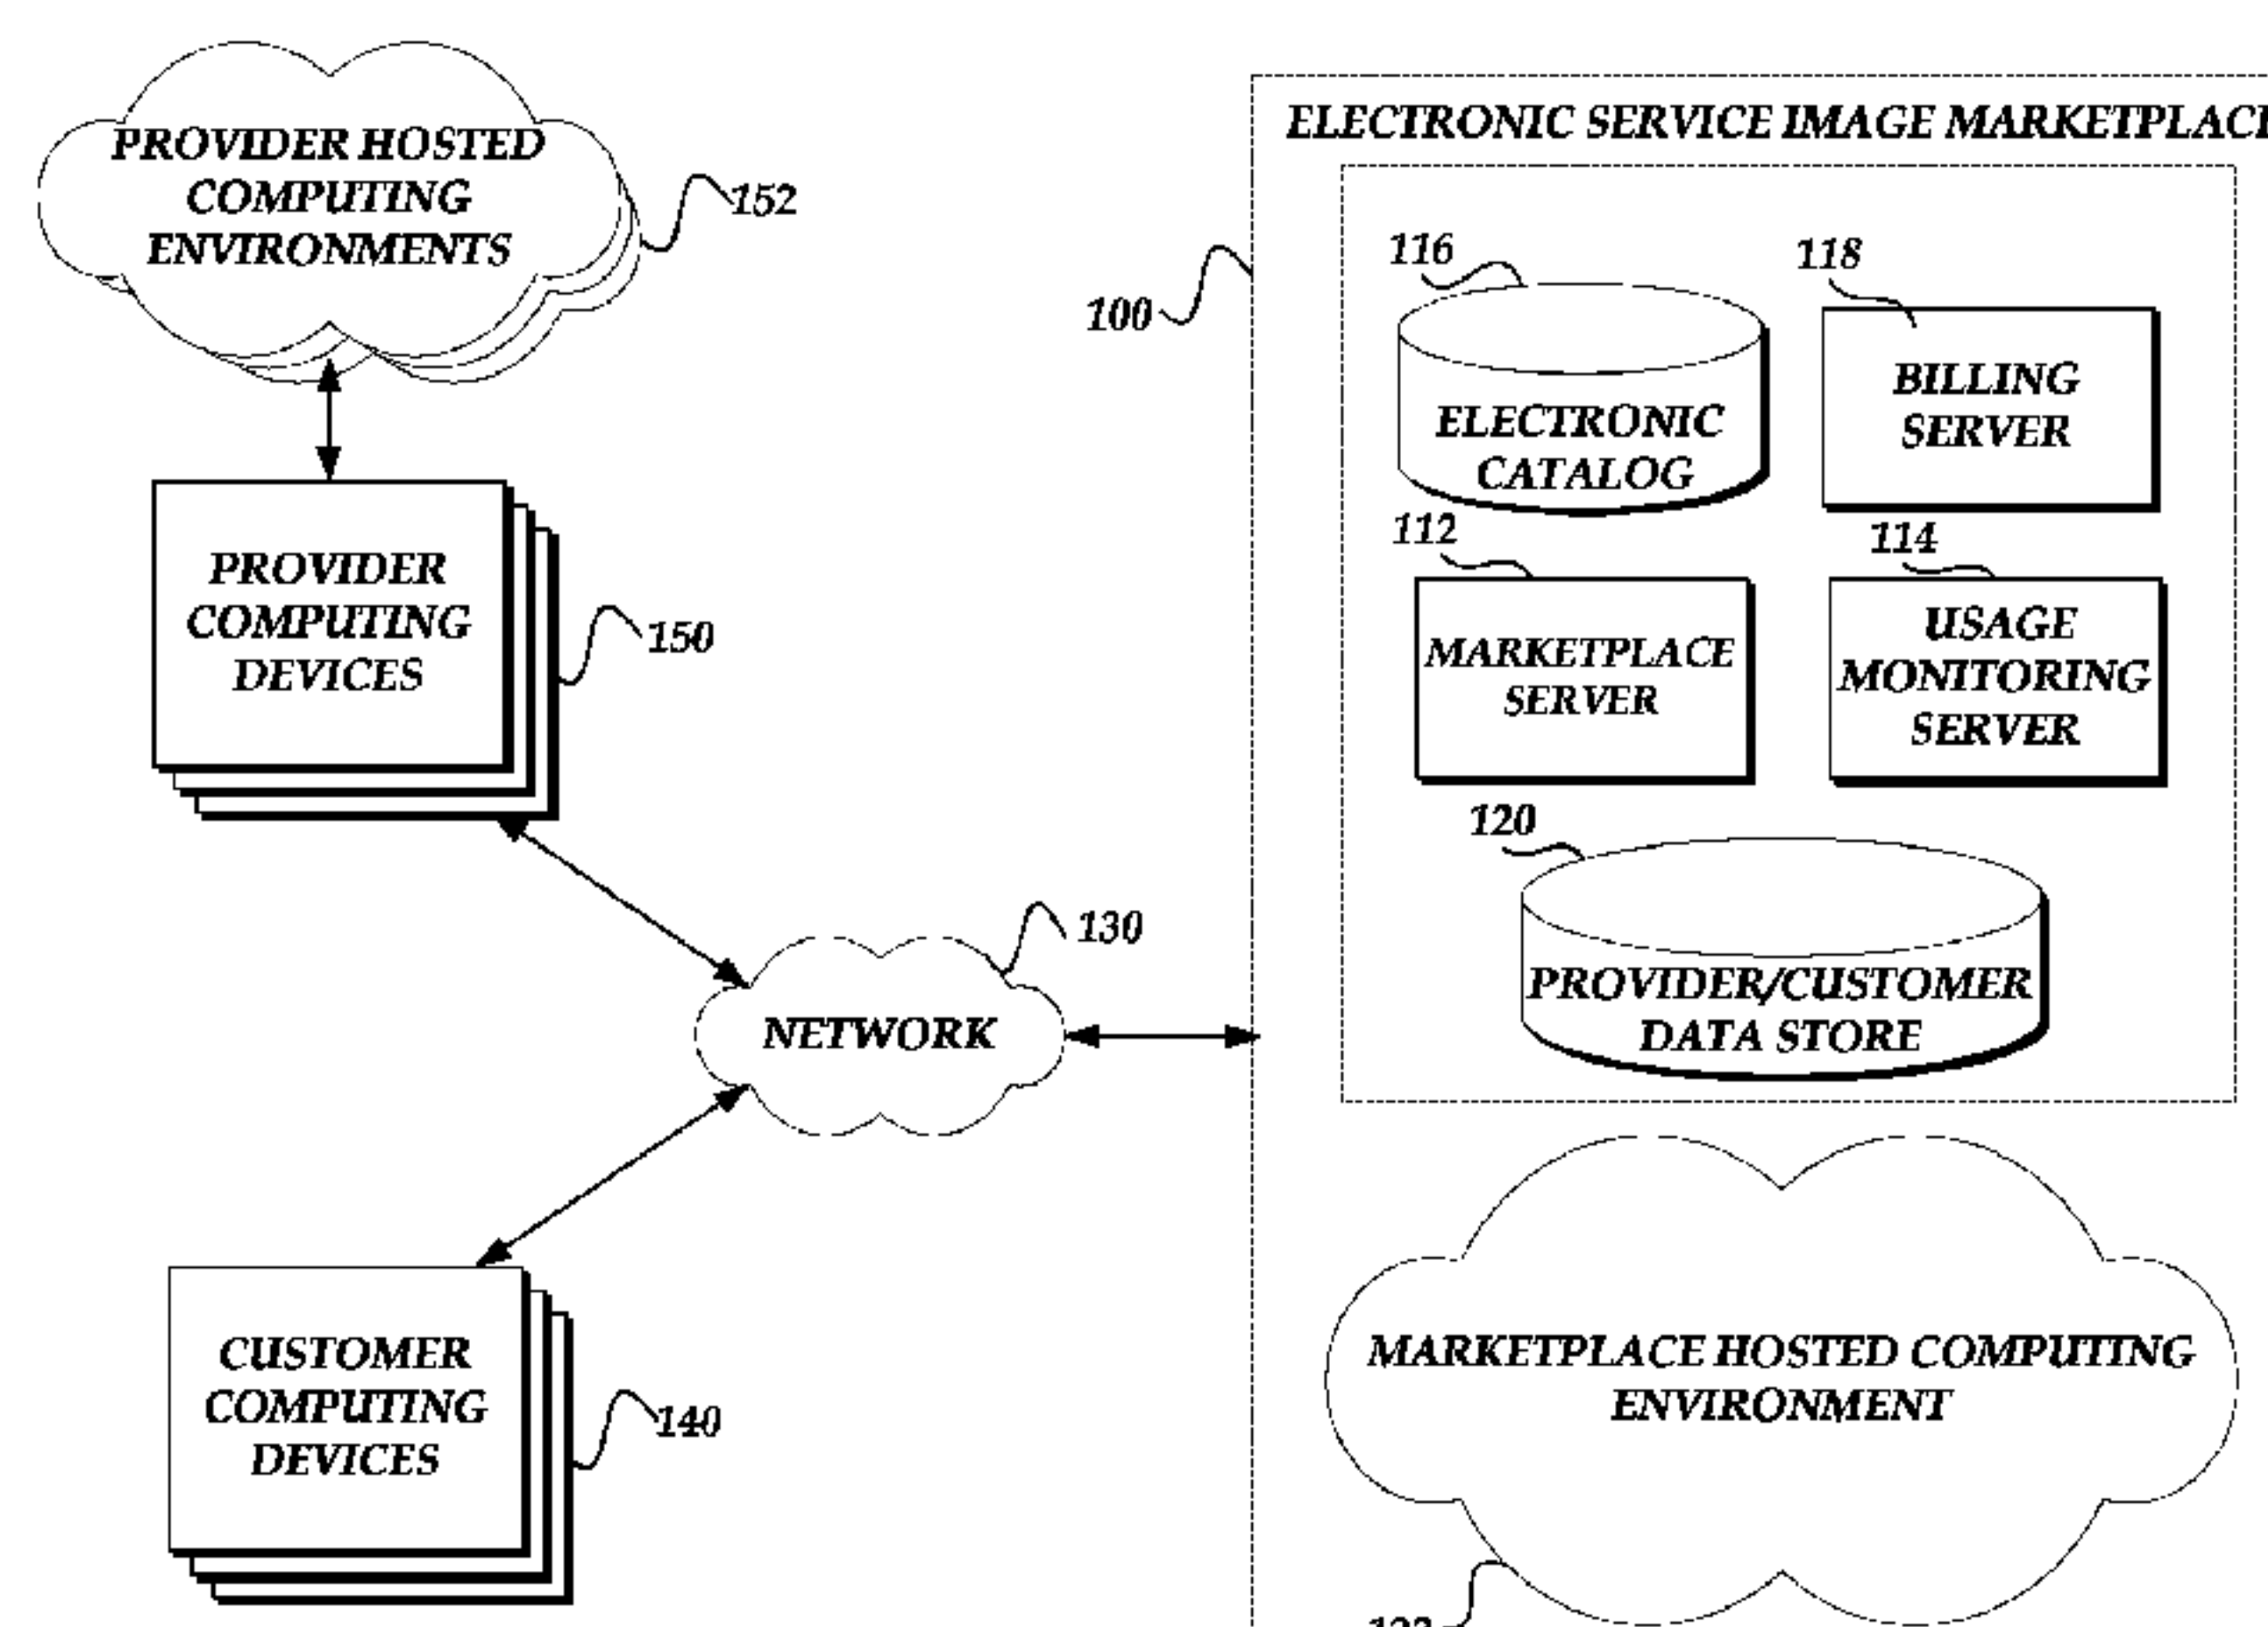 PROVIDER HOSTED
COMPUTING
ENVIRONMENTS
152
PROVIDER
COMPUTING
DEVICES
150
130
NETWORK
CUSTOMER
COMPUTING
DEVICES
140
100
ELECTRONIC SERVICE IMAGE MARKETPLACE
116
ELECTRONIC
CATALOG
118
BILLING
SERVER
112
MARKETPLACE
SERVER
114
USAGE
MONITORING
SERVER
120
PROVIDER/CUSTOMER
DATA STORE
MARKETPLACE HOSTED COMPUTING
ENVIRONMENT